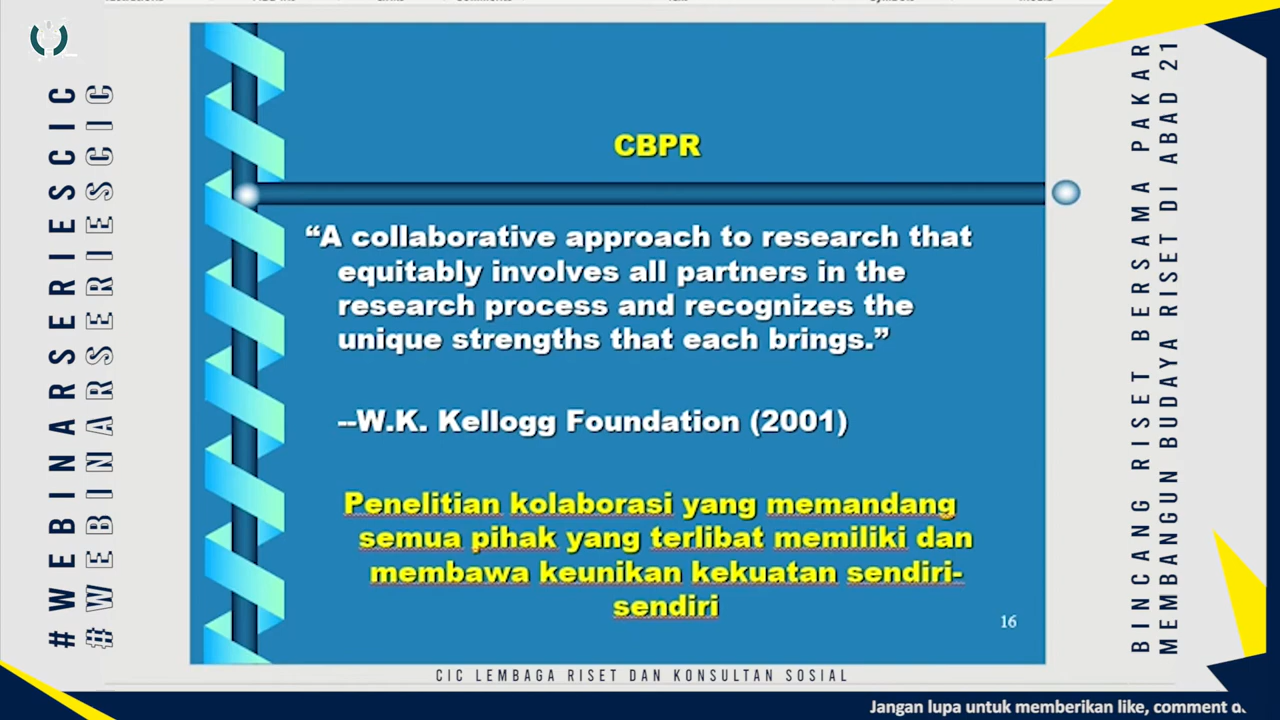 #WEBINARSERIESCIC
#WEBINARSERIESCIC
CBPR
“A collaborative approach to research that
equitably involves all partners in the
research process and recognizes the
unique strengths that each brings.”
--W.K. Kellogg Foundation (2001)
Penelitian kolaborasi yang memandang
semua pihak yang terlibat memiliki dan
membawa keunikan kekuatan sendiri-
sendiri
16
BINCANG RISET BERSAMA PAKAR
MEMBANGUN BUDAYA RISET DI ABAD 21
CIC LEMBAGA RISET DAN KONSULTAN SOSIAL
Jangan lupa untuk memberikan like, comment